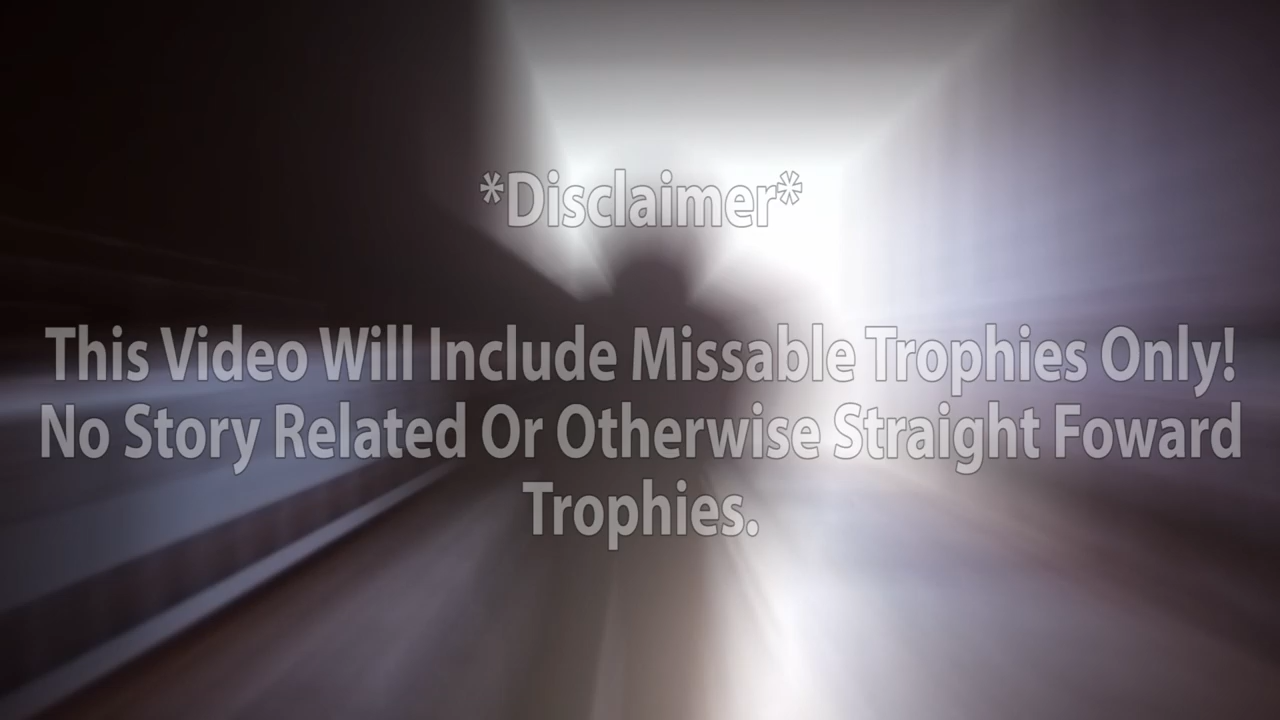 *Disclaimer*
This Video Will Include Missable Trophies Only!
No Story Related Or Otherwise Straight Foward
Trophies.